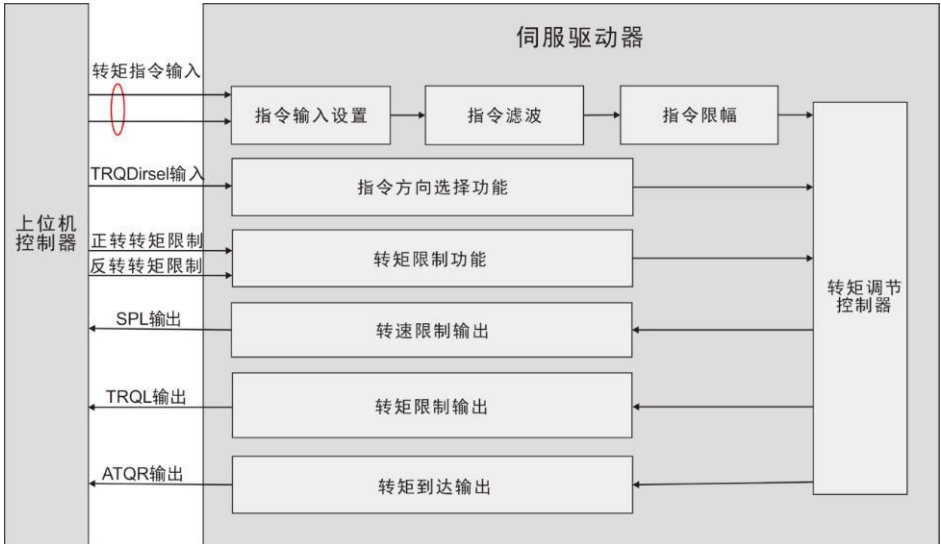 伺服驱动器
转矩指令输入
指令输入设置
指令滤波
指令限幅
TRQDirsel输入
指令方向选择功能
上位机
控制器
正转转矩限制
反转转矩限制
转矩限制功能
转矩调节
控制器
SPL输出
转速限制输出
TRQL输出
转矩限制输出
ATQR输出
转矩到达输出